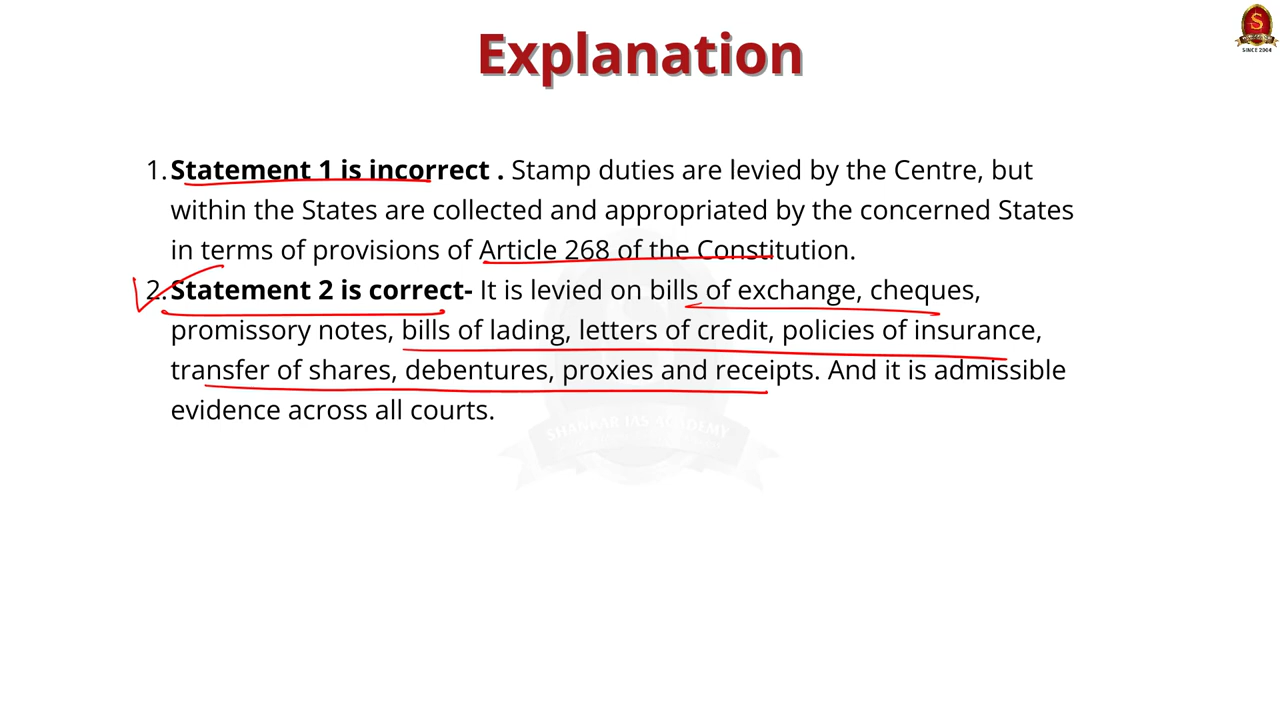 Explanation
SINCE 2004
1. Statement 1 is incorrect . Stamp duties are levied by the Centre, but
within the States are collected and appropriated by the concerned States
in terms of provisions of Article 268 of the Constitution.
2. Statement 2 is correct- It is levied on bills of exchange, cheques,
promissory notes, bills of lading, letters of credit, policies of insurance,
transfer of shares, debentures, proxies and receipts. And it is admissible
evidence across all courts.
SHANKAR IAS ACADEMY